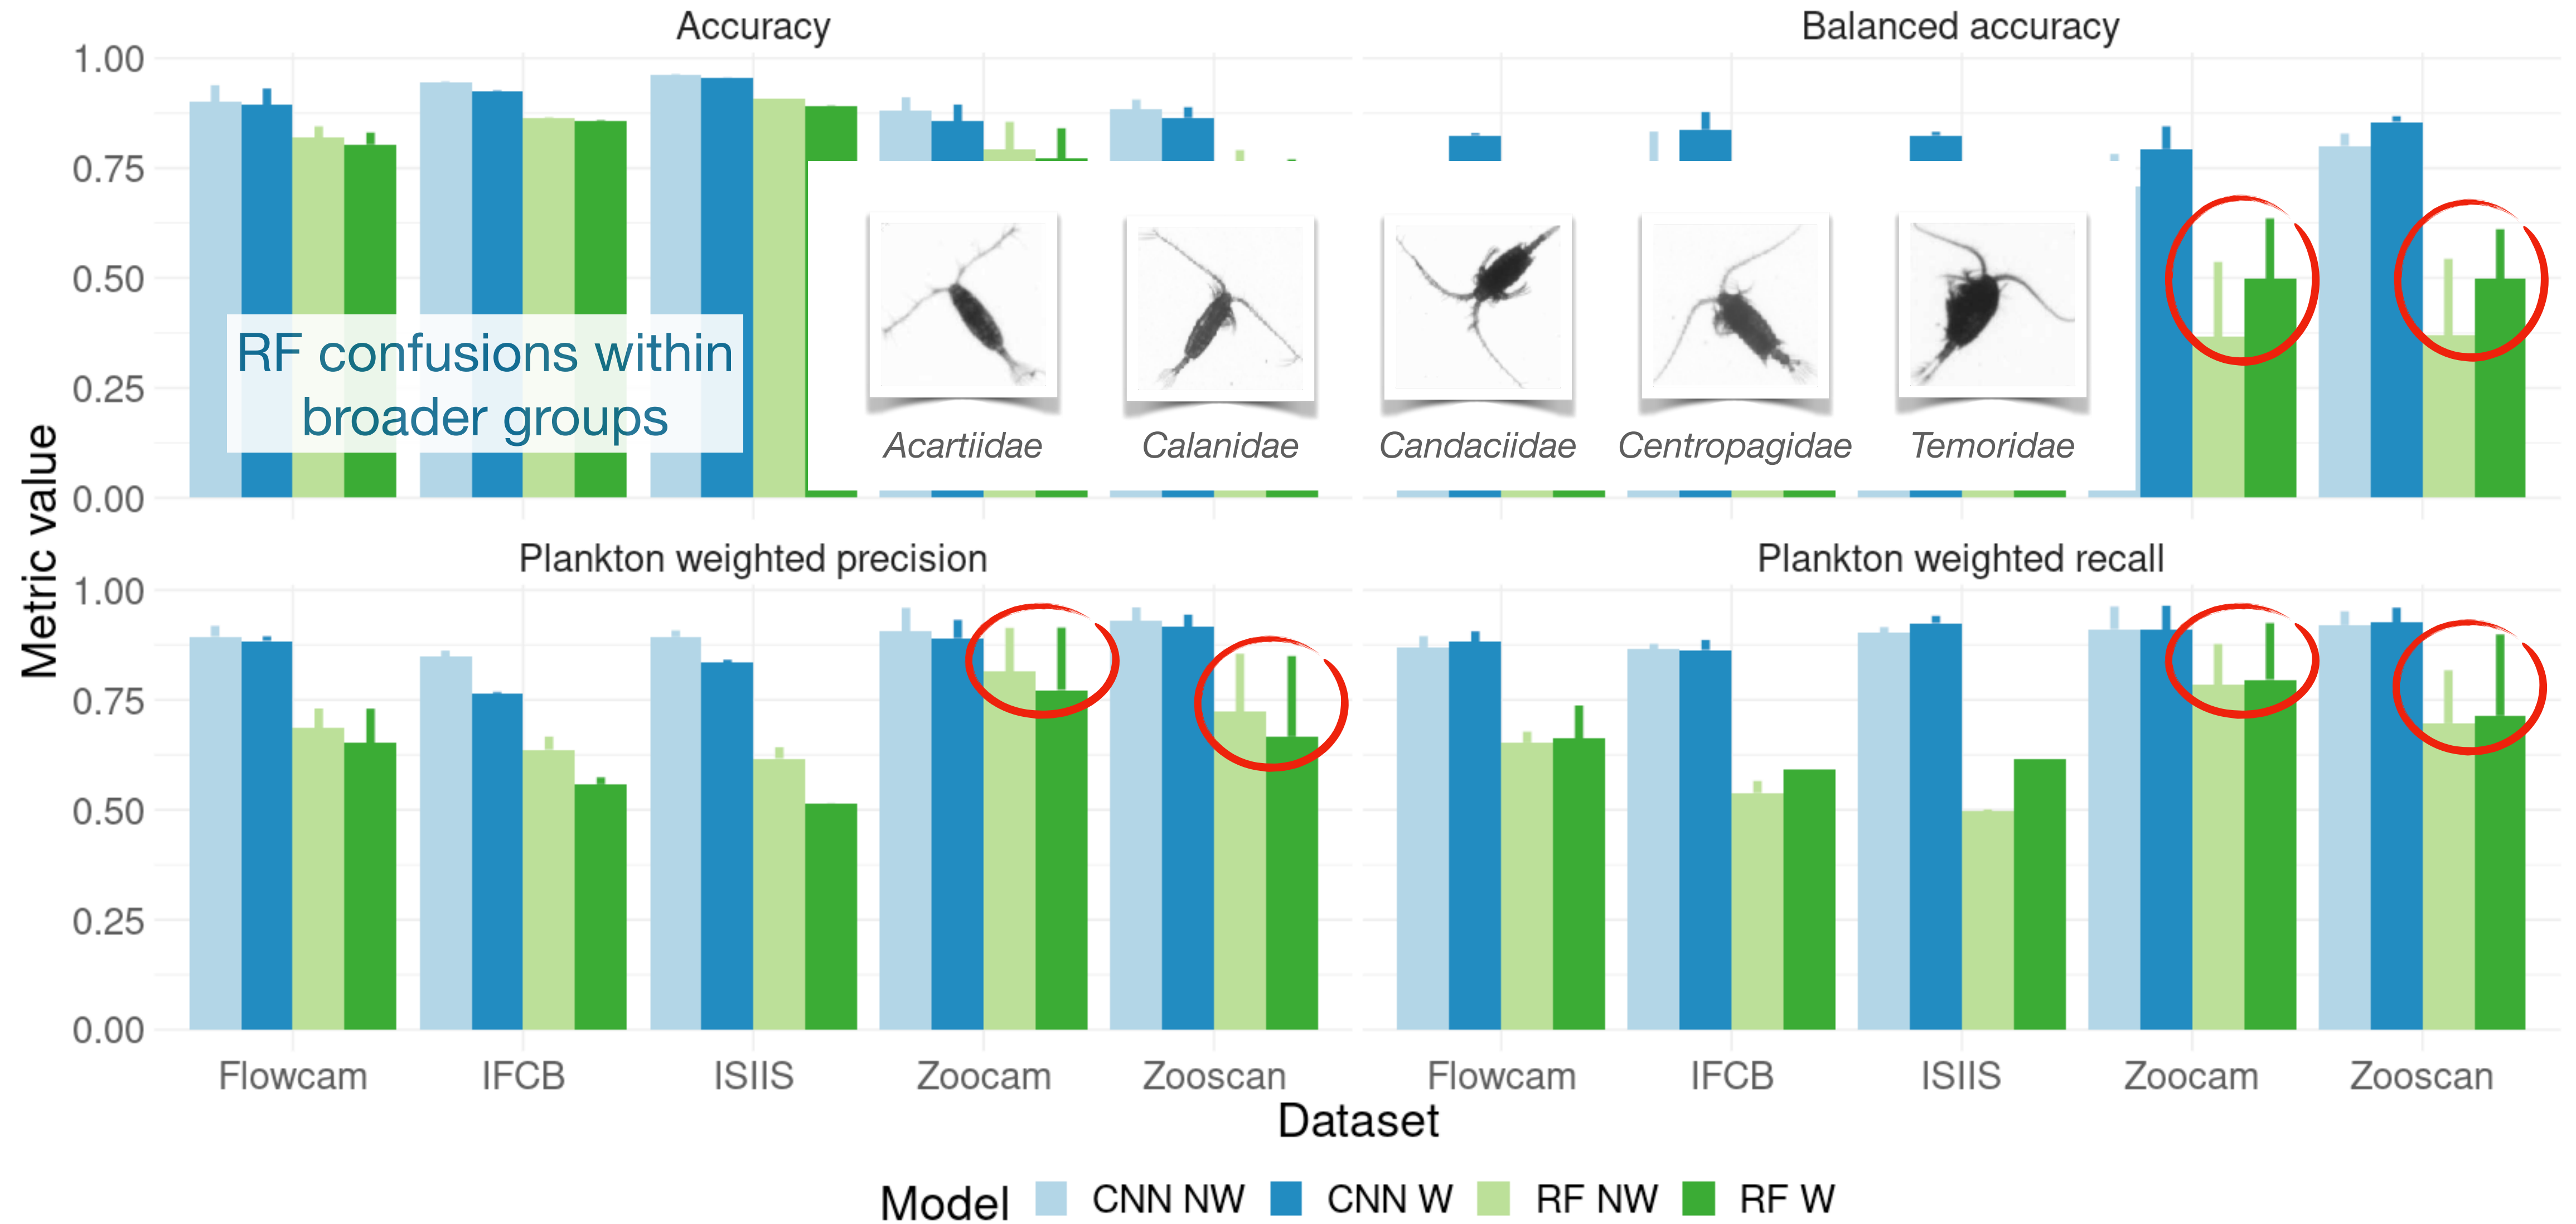 Accuracy
Balanced accuracy
1.00
0.75
0.50
0.25
0.00
RF confusions within
broader groups
Acartiidae
Calanidae
Candaciidae
Centropagidae
Temoridae
Metric value
Plankton weighted precision
Plankton weighted recall
1.00
0.75
0.50
0.25
0.00
Flowcam
IFCB
ISIIS
Zoocam
Zooscan
Flowcam
IFCB
ISIIS
Zoocam
Zooscan
Dataset
Model CNN NW CNN W RF NW RF W